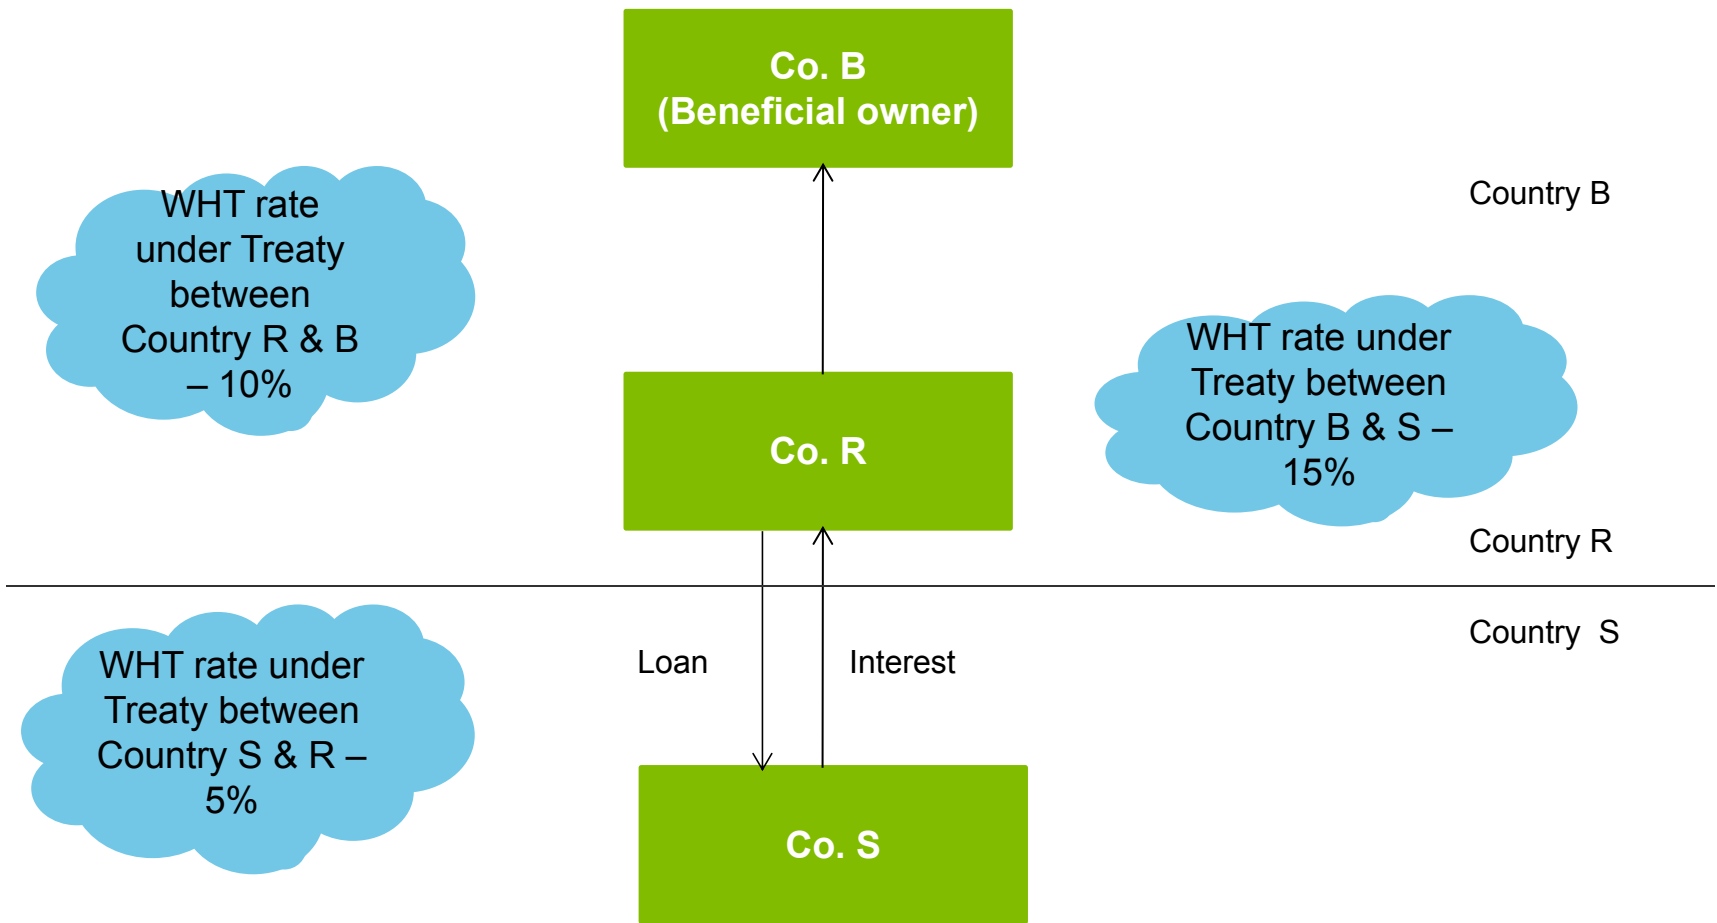 Co. B
(Beneficial owner)
WHT rate
under Treaty
between
Country R & B
– 10%
Country B
WHT rate under
Treaty between
Country B & S –
15%
Co. R
Country R
Country  S
WHT rate under
Treaty between
Country S & R –
5%
Loan
Interest
Co. S